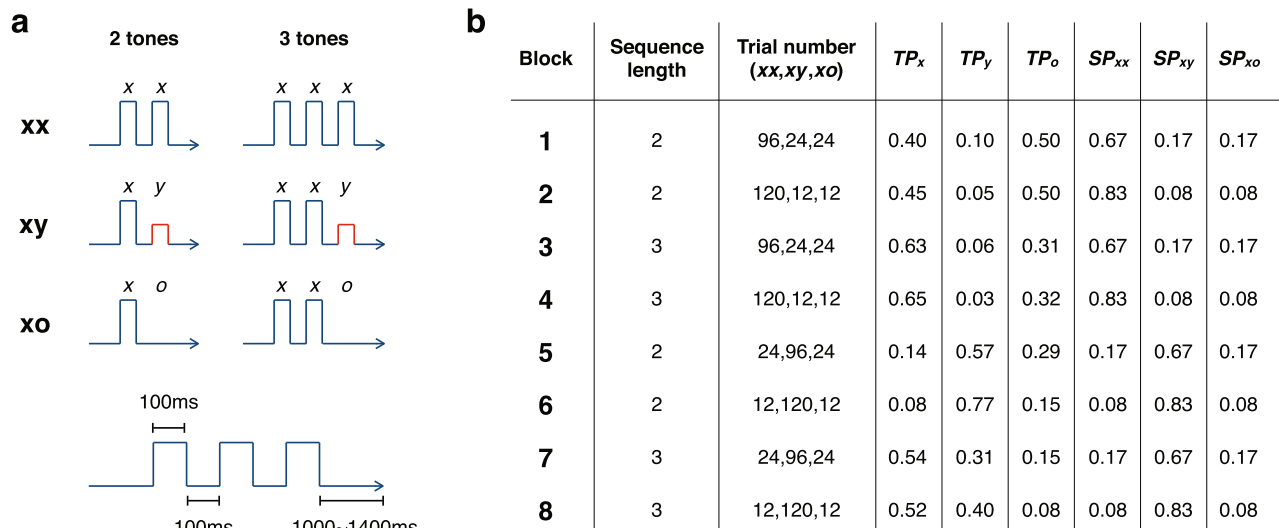 a
2 tones 3 tones
x x x x x
xx
x y x x y
xy
x o x x o
xo
100ms
100ms 1000~1400ms
b
Block Sequence length Trial number (xx,xy,xo) TPx TPy TPo SPxx SPxy SPxo
1 2 96,24,24 0.40 0.10 0.50 0.67 0.17 0.17
2 2 120,12,12 0.45 0.05 0.50 0.83 0.08 0.08
3 3 96,24,24 0.63 0.06 0.31 0.67 0.17 0.17
4 3 120,12,12 0.65 0.03 0.32 0.83 0.08 0.08
5 2 24,96,24 0.14 0.57 0.29 0.17 0.67 0.17
6 2 12,120,12 0.08 0.77 0.15 0.08 0.83 0.08
7 3 24,96,24 0.54 0.31 0.15 0.17 0.67 0.17
8 3 12,120,12 0.52 0.40 0.08 0.08 0.83 0.08